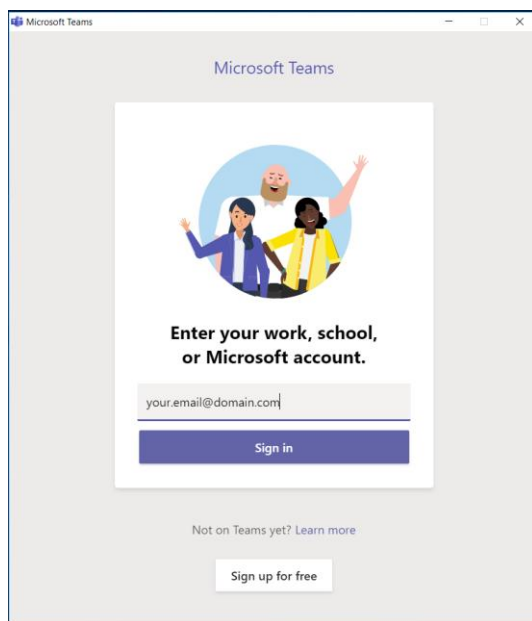 Microsoft Teams
Microsoft Teams
Enter your work, school,
or Microsoft account.
your.email@domain.com
Sign in
Not on Teams yet? Learn more
Sign up for free